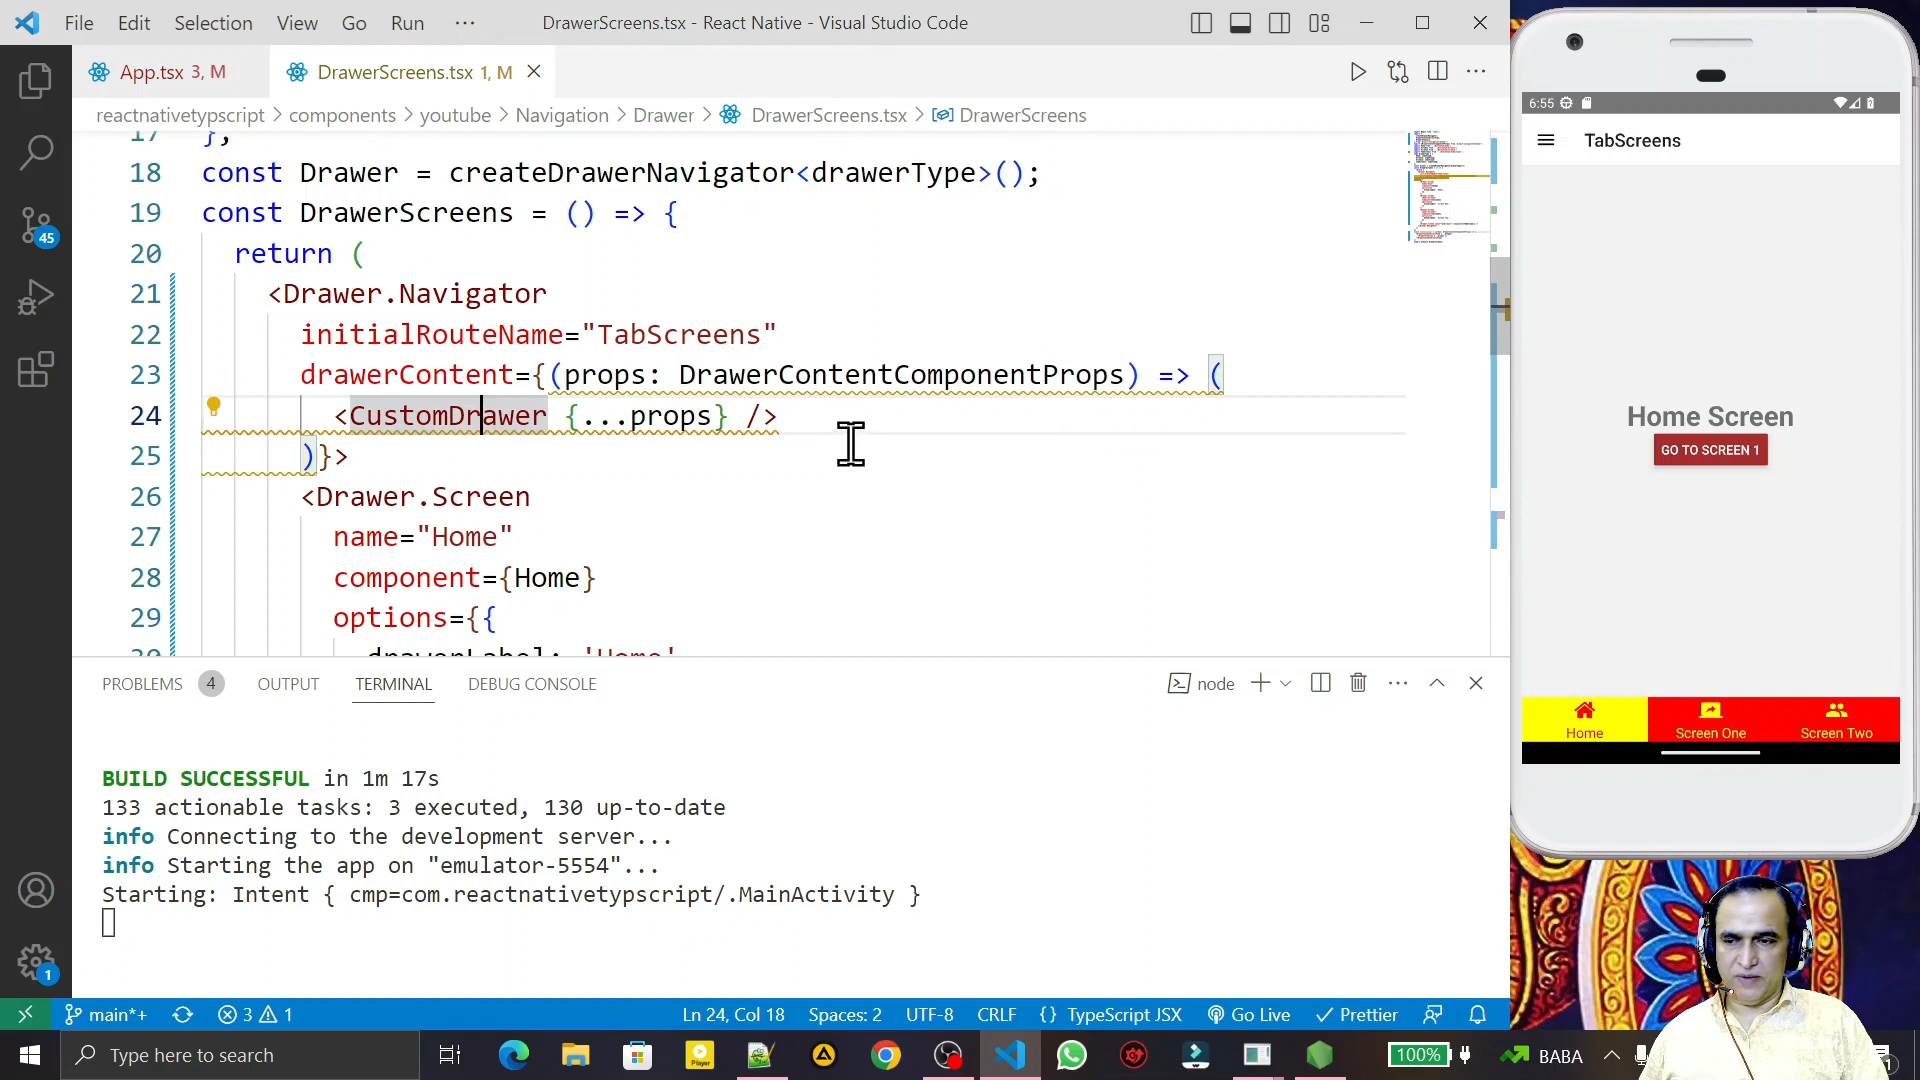 File Edit Selection View Go Run ··· DrawerScreens.tsx - React Native - Visual Studio Code
App.tsx 3, M DrawerScreens.tsx 1, M
reactnativetypscript > components > youtube > Navigation > Drawer > DrawerScreens.tsx > DrawerScreens
17 };
18 const Drawer = createDrawerNavigator<drawerType>();
19 const DrawerScreens = () => {
20 return (
21 <Drawer.Navigator
22 initialRouteName="TabScreens"
23 drawerContent={(props: DrawerContentComponentProps) => (
24 <CustomDrawer {...props} />
25 )}>
26 <Drawer.Screen
27 name="Home"
28 component={Home}
29 options={{
30 drawerLabel: 'Home',
PROBLEMS 4 OUTPUT TERMINAL DEBUG CONSOLE node
BUILD SUCCESSFUL in 1m 17s
133 actionable tasks: 3 executed, 130 up-to-date
info Connecting to the development server...
info Starting the app on "emulator-5554"...
Starting: Intent { cmp=com.reactnativetypscript/.MainActivity }
45
1
main*+ 3 1 Ln 24, Col 18 Spaces: 2 UTF-8 CRLF {} TypeScript JSX Go Live Prettier
Type here to search 100% BABA
Player
6:55
TabScreens
Home Screen
GO TO SCREEN 1
Home Screen One Screen Two